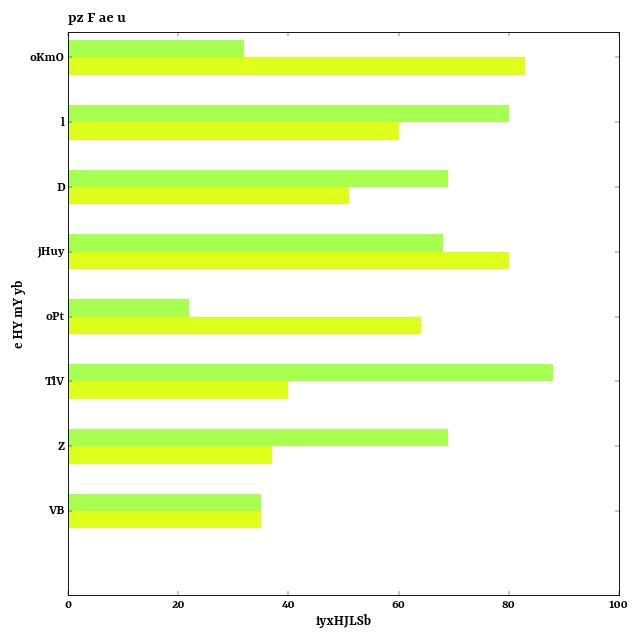 pz F ae u
oKmO
l
D
jHuy
oPt
TlV
Z
VB
e HY mY yb
0 20 40 60 80 100
iyxHJLSb